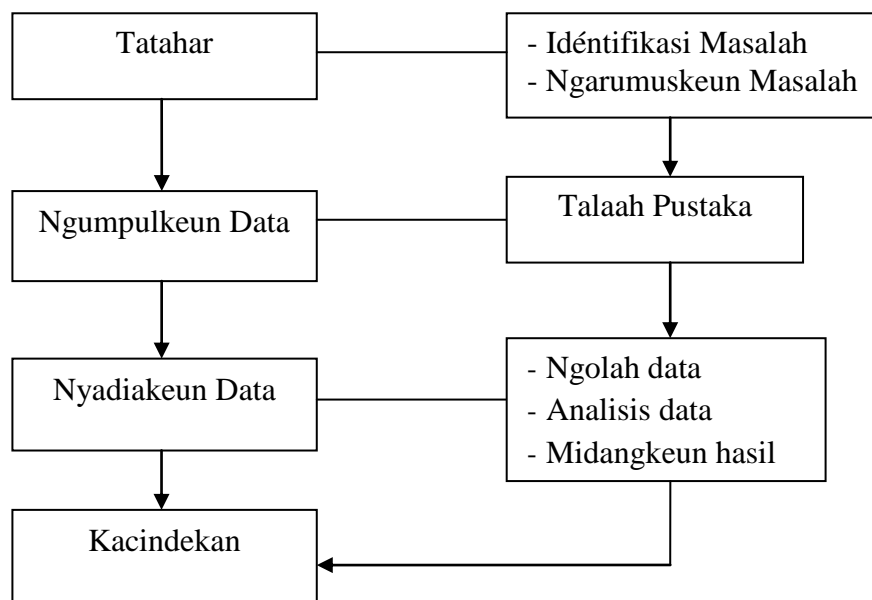 Tatahar
- Idéntifikasi Masalah
- Ngarumuskeun Masalah
Ngumpulkeun Data
Talaah Pustaka
Nyadiakeun Data
- Ngolah data
- Analisis data
- Midangkeun hasil
Kacindekan